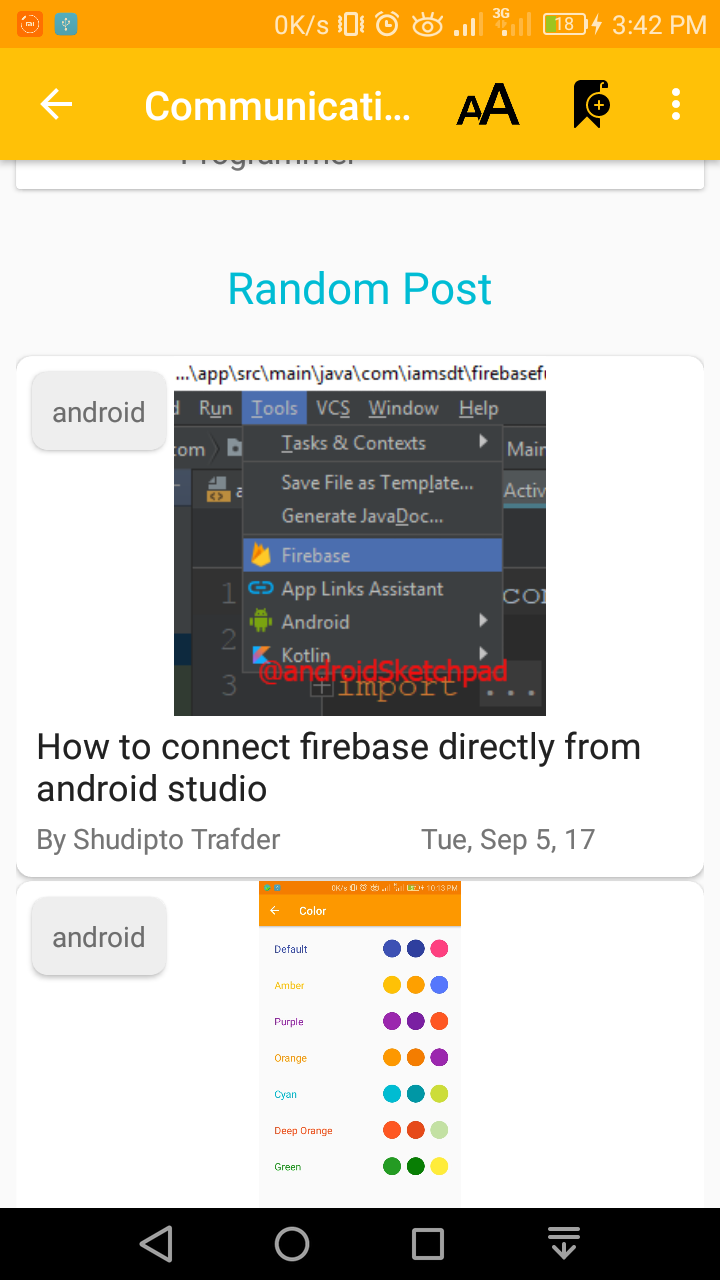 0K/s 3G 18 3:42 PM
Communicati... AA
Programmer
Random Post
android
...\app\src\main\java\com\iamsdt\firebasefu
d Run Tools VCS Window Help
com Tasks & Contexts Main
a Save File as Template... Activ
Generate JavaDoc...
Firebase
1 App Links Assistant con
2 Android
Kotlin
@androidSketchpad
3 import ...
How to connect firebase directly from
android studio
By Shudipto Trafder Tue, Sep 5, 17
android
0K/s 10:13 PM
Color
Default
Amber
Purple
Orange
Cyan
Deep Orange
Green